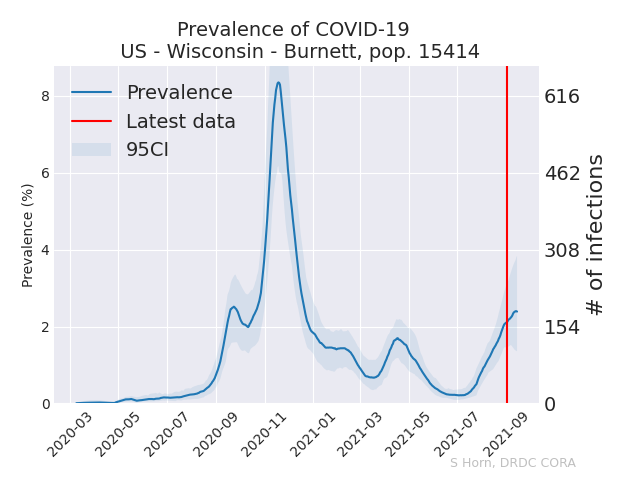 Prevalence of COVID-19
US - Wisconsin - Burnett, pop. 15414
Prevalence
Latest data
95CI
Prevalence (%)
8
6
4
2
0
616
462
308
154
0
# of infections
2020-03
2020-05
2020-07
2020-09
2020-11
2021-01
2021-03
2021-05
2021-07
2021-09
S Horn, DRDC CORA